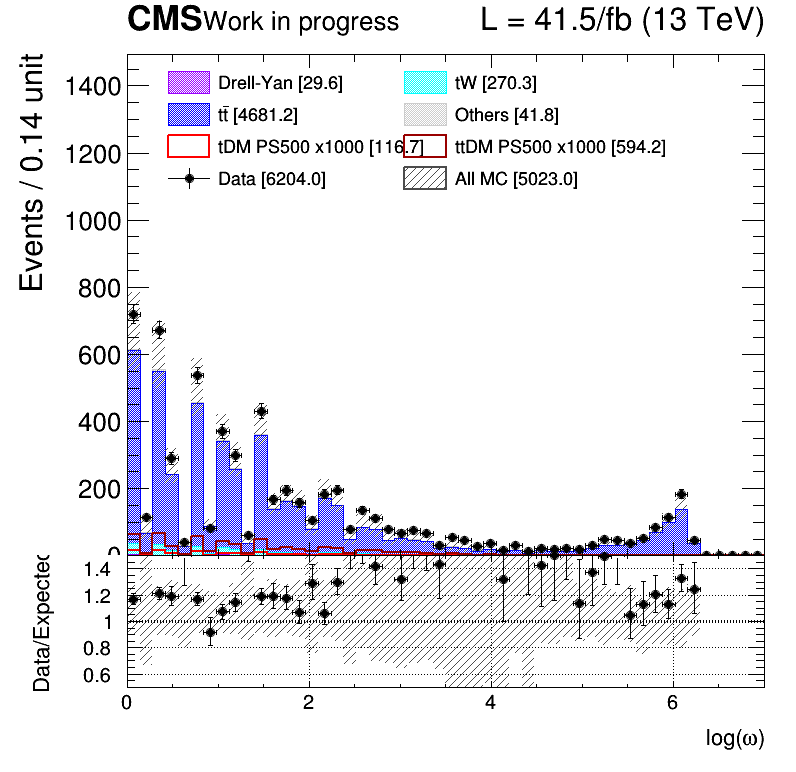 CMS Work in progress L = 41.5/fb (13 TeV)
Events / 0.14 unit
1400
1200
1000
800
600
400
200
0
Drell-Yan [29.6] tW [270.3]
tt̄ [4681.2] Others [41.8]
tDM PS500 x1000 [116.7] ttDM PS500 x1000 [594.2]
Data [6204.0] All MC [5023.0]
Data/Expected
1.4
1.2
1
0.8
0.6
0 2 4 6
log(ω)